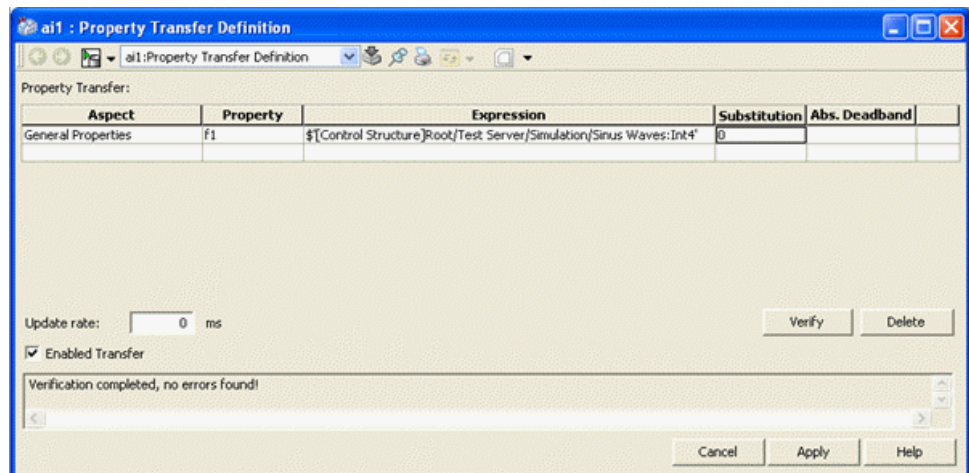 ai1 : Property Transfer Definition
ai1:Property Transfer Definition
Property Transfer:
Aspect Property Expression Substitution Abs. Deadband
General Properties f1 $'[Control Structure]Root/Test Server/Simulation/Sinus Waves:Int4' 0
Update rate: 0 ms Verify Delete
Enabled Transfer
Verification completed, no errors found!
Cancel Apply Help